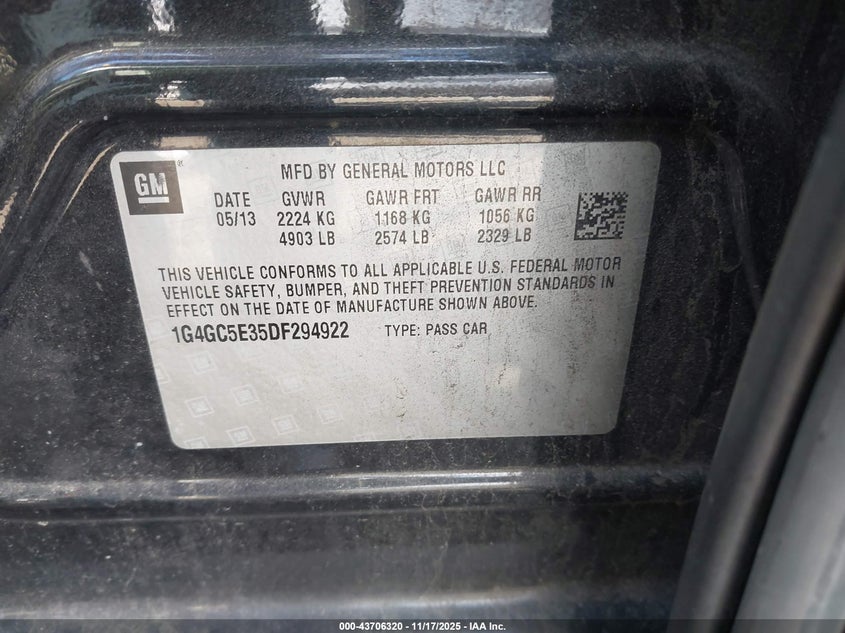 GM
MFD BY GENERAL MOTORS LLC
DATE GVWR GAWR FRT GAWR RR
05/13 2224 KG 1168 KG 1056 KG
4903 LB 2574 LB 2329 LB
THIS VEHICLE CONFORMS TO ALL APPLICABLE U.S. FEDERAL MOTOR
VEHICLE SAFETY, BUMPER, AND THEFT PREVENTION STANDARDS IN
EFFECT ON THE DATE OF MANUFACTURE SHOWN ABOVE.
1G4GC5E35DF294922 TYPE: PASS CAR
000-43706320 - 11/17/2025 - IAA Inc.